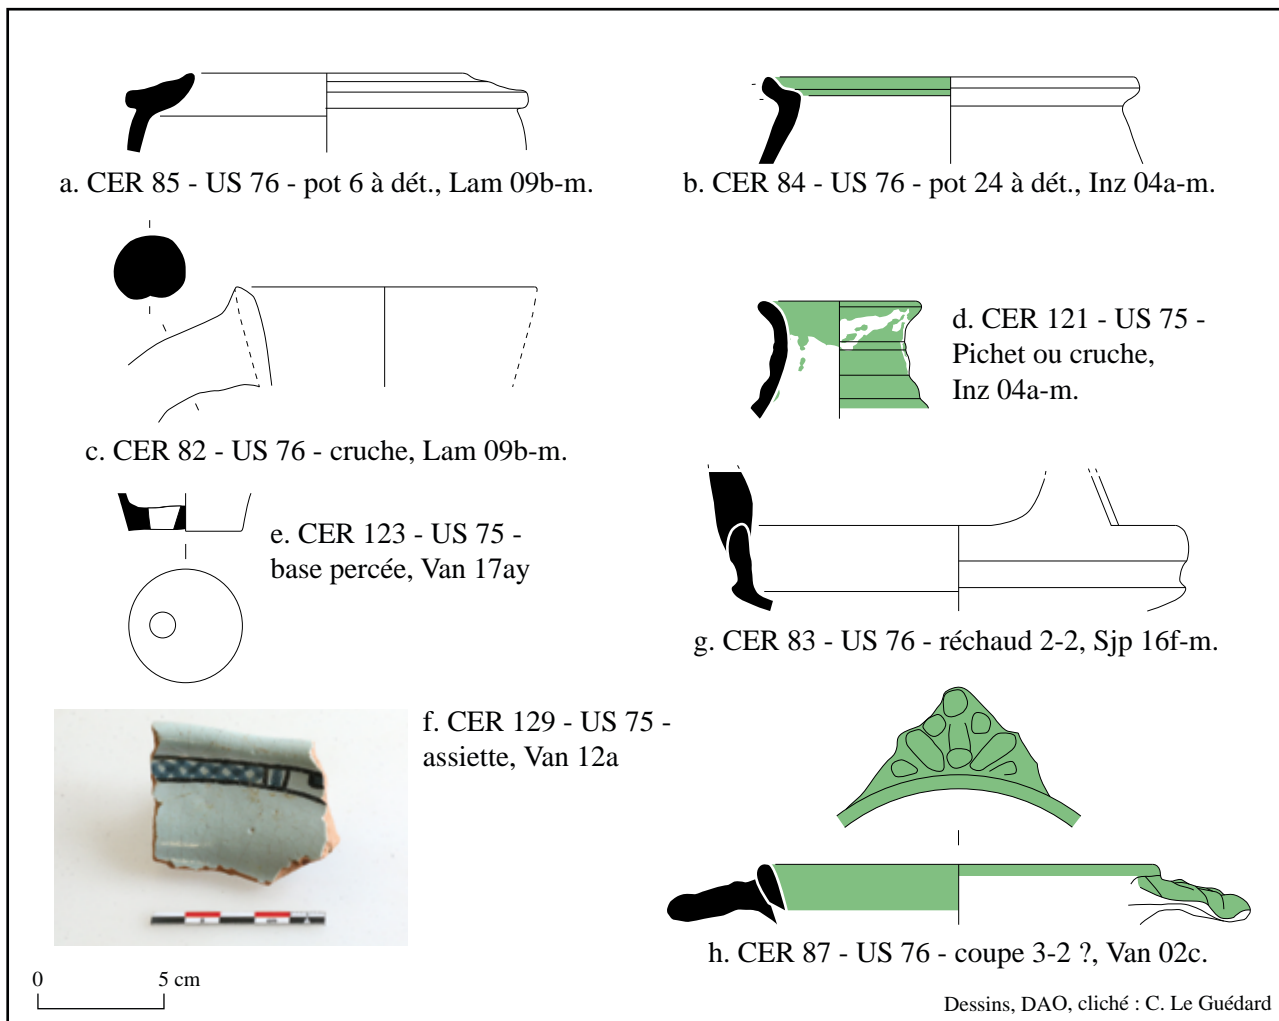 a. CER 85 - US 76 - pot 6 à dét., Lam 09b-m.
b. CER 84 - US 76 - pot 24 à dét., Inz 04a-m.
c. CER 82 - US 76 - cruche, Lam 09b-m.
d. CER 121 - US 75 -
Pichet ou cruche,
Inz 04a-m.
e. CER 123 - US 75 -
base percée, Van 17ay
f. CER 129 - US 75 -
assiette, Van 12a
g. CER 83 - US 76 - réchaud 2-2, Sjp 16f-m.
h. CER 87 - US 76 - coupe 3-2 ?, Van 02c.
0 5 cm
Dessins, DAO, cliché : C. Le Guédard